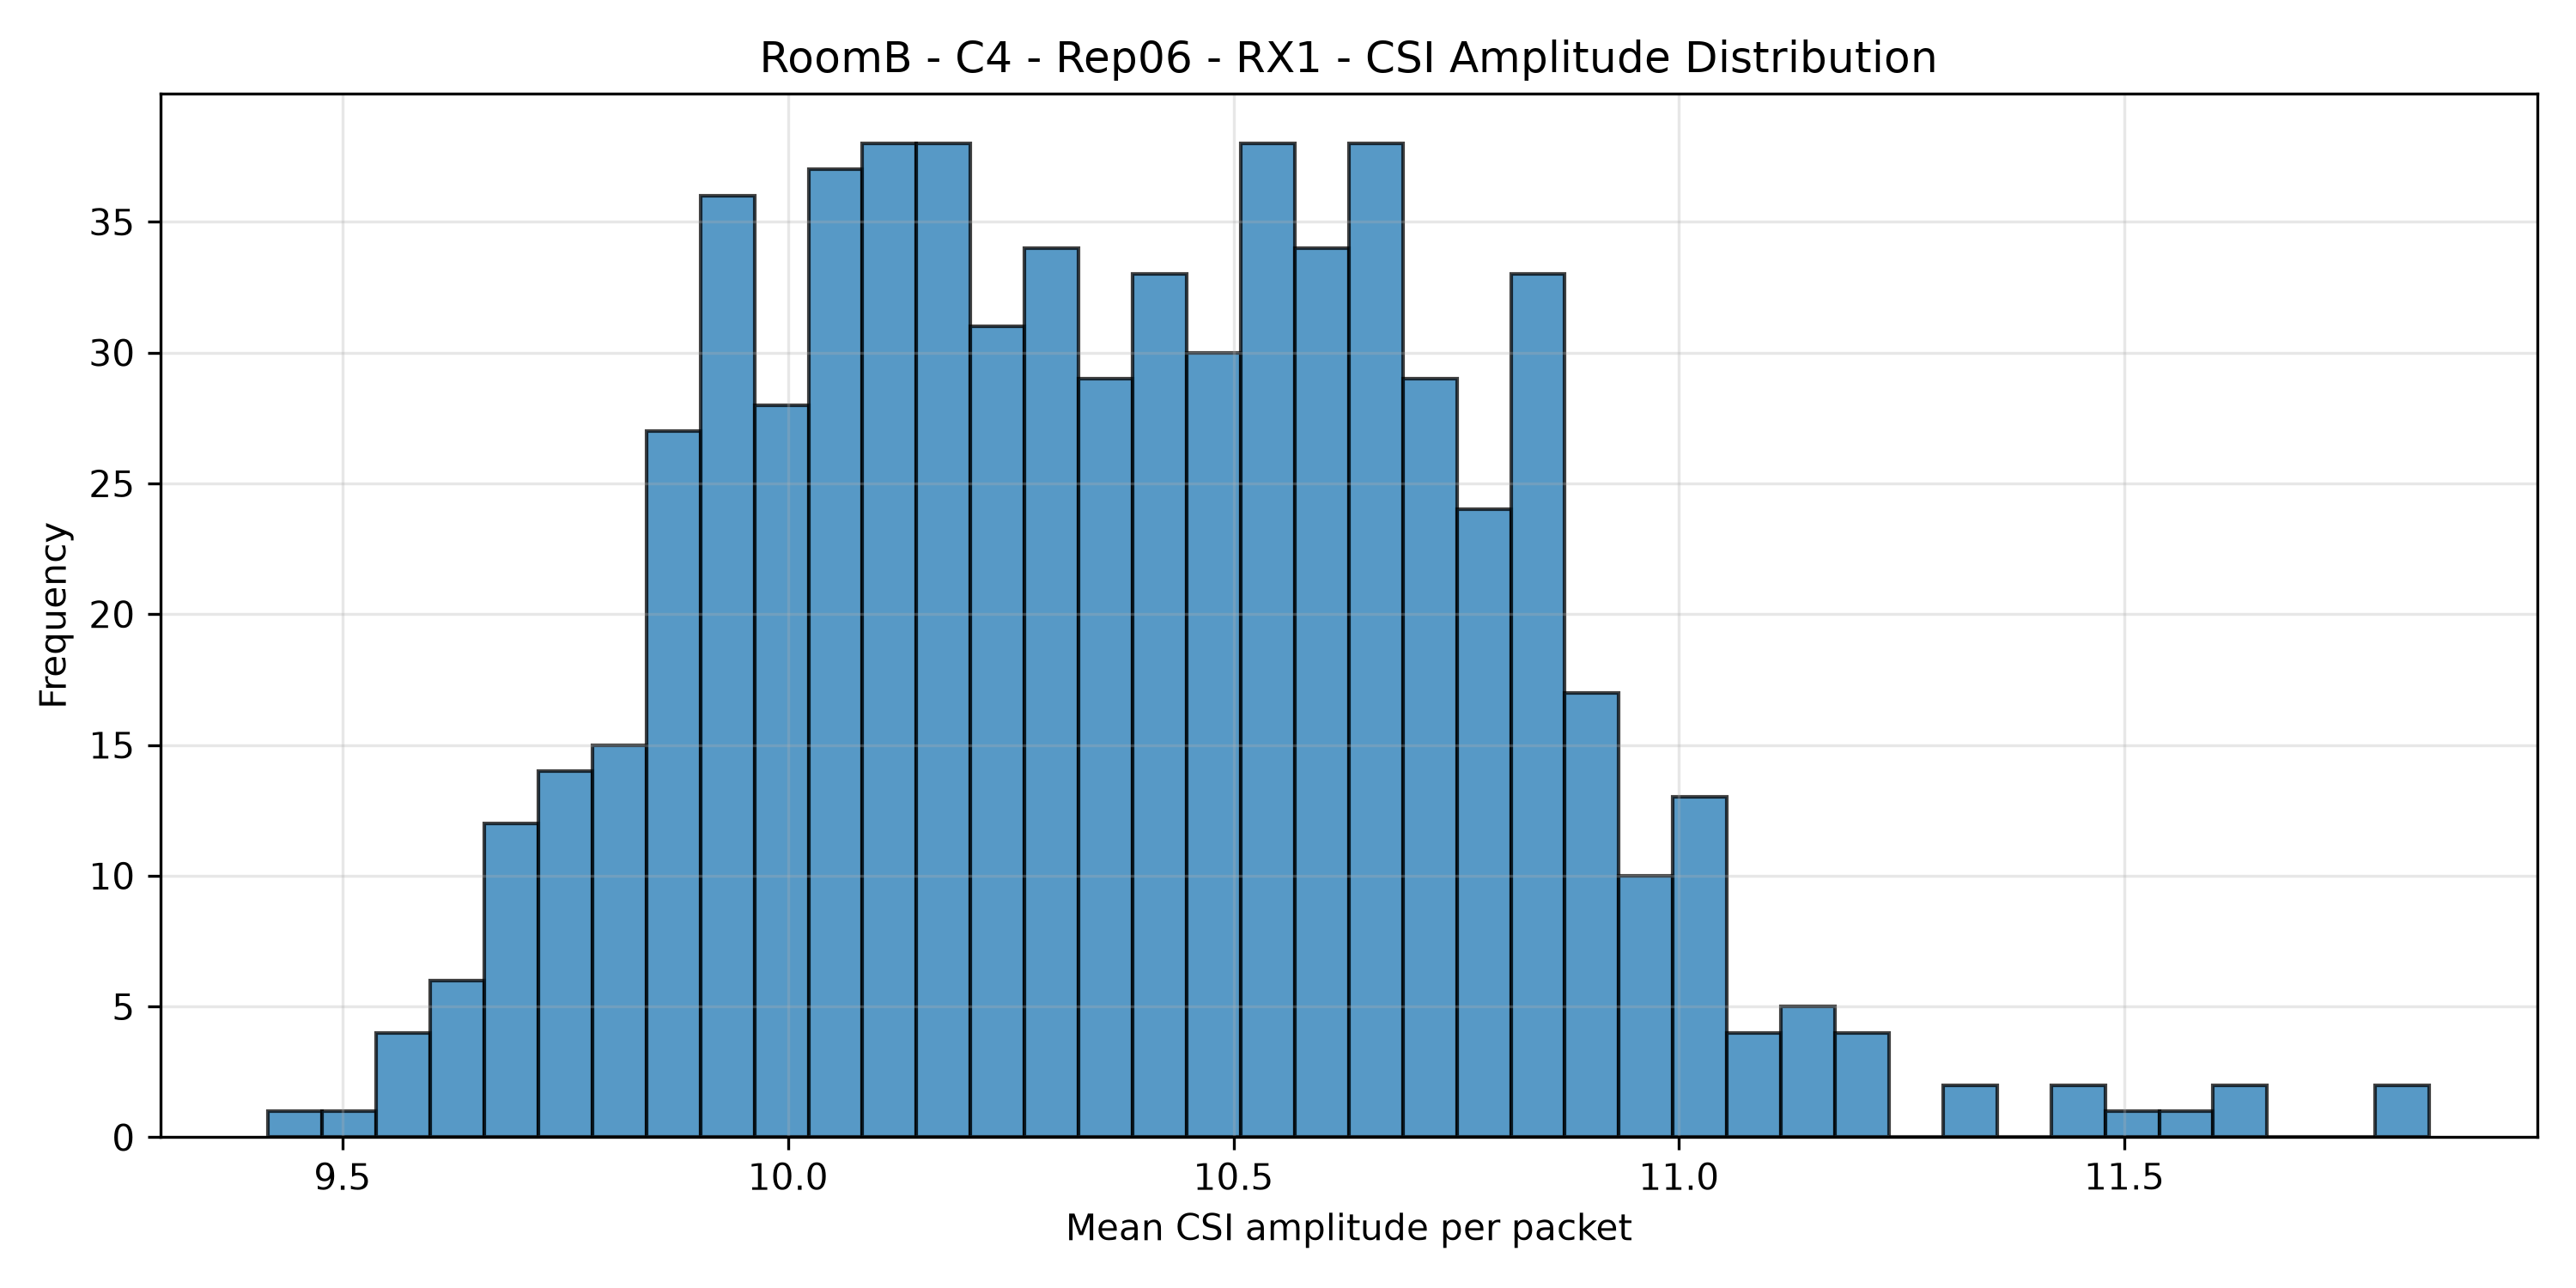 RoomB - C4 - Rep06 - RX1 - CSI Amplitude Distribution
35
30
25
20
15
10
5
0
Frequency
9.5 10.0 10.5 11.0 11.5
Mean CSI amplitude per packet